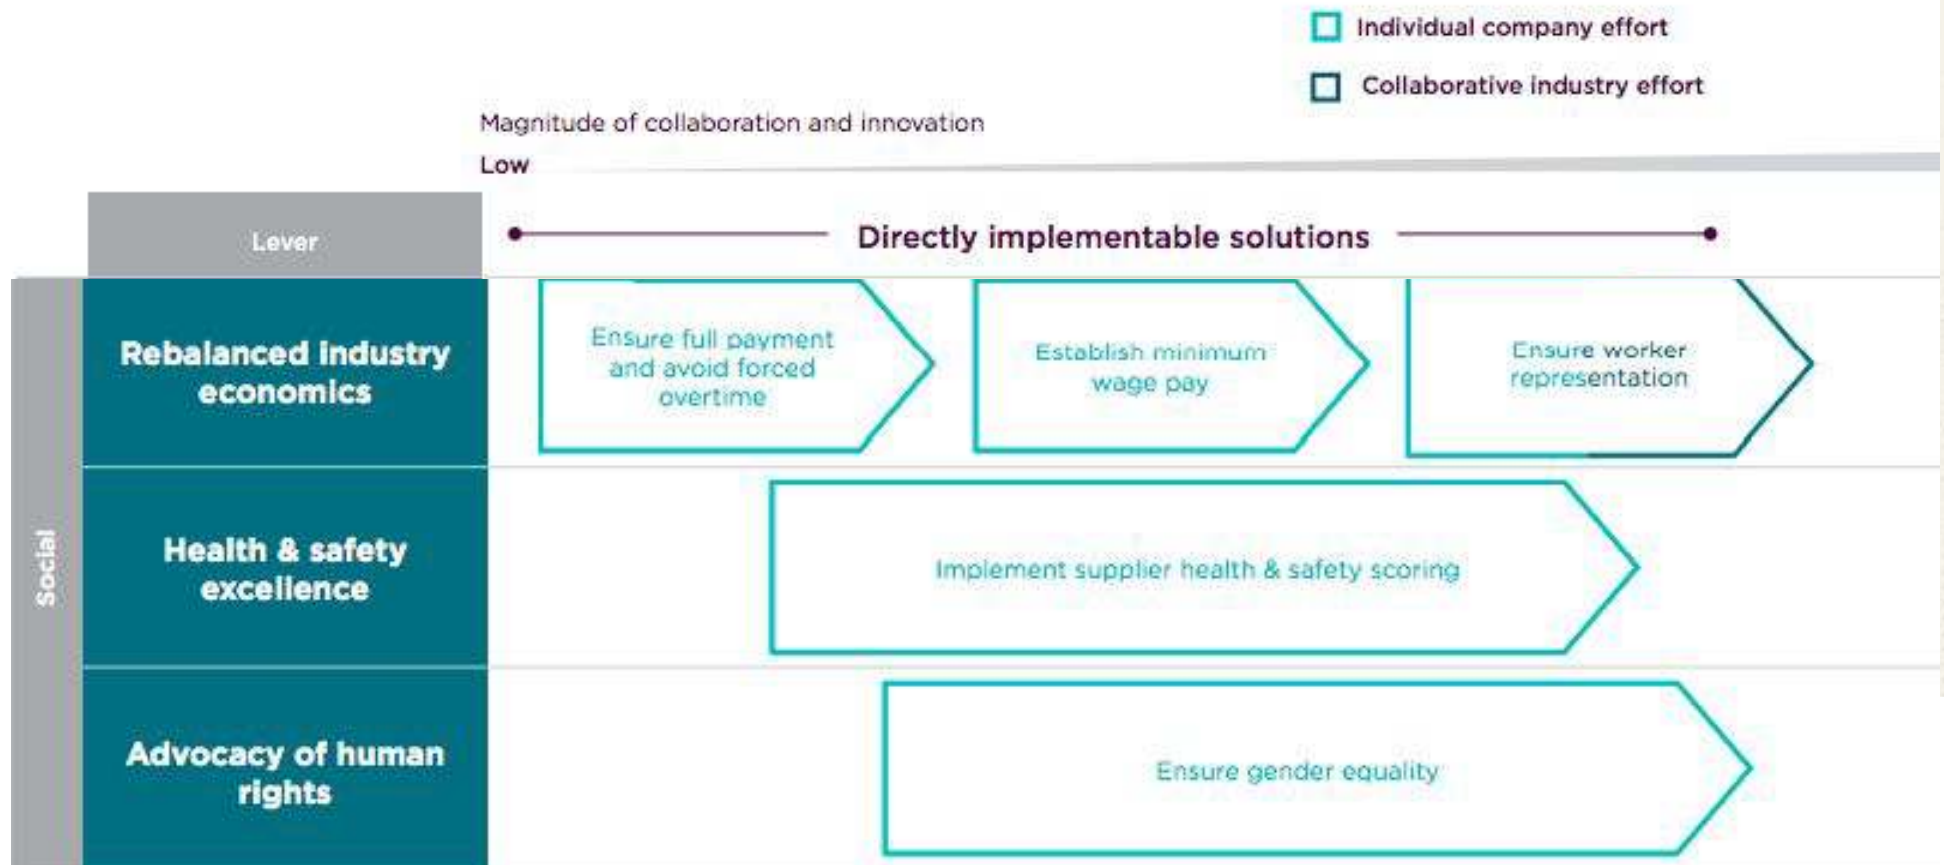 Individual company effort
Collaborative industry effort
Magnitude of collaboration and innovation
Low
Lever
Directly implementable solutions
Social
Rebalanced industry
economics
Ensure full payment
and avoid forced
overtime
Establish minimum
wage pay
Ensure worker
representation
Health & safety
excellence
Implement supplier health & safety scoring
Advocacy of human
rights
Ensure gender equality